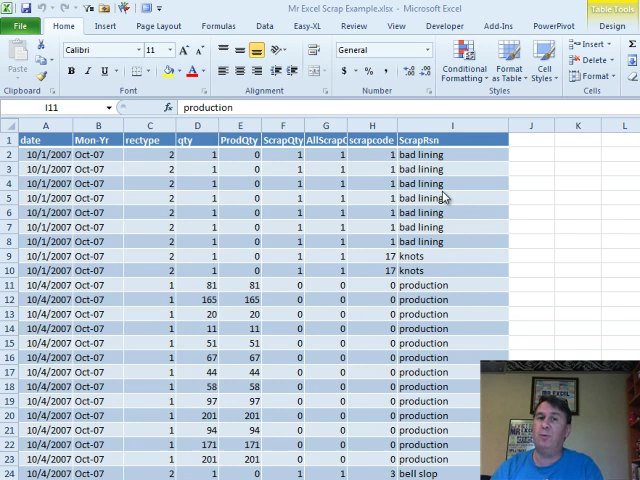 Mr Excel Scrap Example.xlsx - Microsoft Excel
Table Tools
File Home Insert Page Layout Formulas Data Easy-XL Review View Developer Add-Ins PowerPivot Design
Calibri 11 General Conditional Formatting Format as Table Cell Styles Insert
Paste B I U A $ % , Delete
Format
Clipboard Font Alignment Number Styles Cells
I11 fx production
A B C D E F G H I J K L
1 date Mon-Yr rectype qty ProdQty ScrapQty AllScrapQ scrapcode ScrapRsn
2 10/1/2007 Oct-07 2 1 0 1 1 1 bad lining
3 10/1/2007 Oct-07 2 1 0 1 1 1 bad lining
4 10/1/2007 Oct-07 2 1 0 1 1 1 bad lining
5 10/1/2007 Oct-07 2 1 0 1 1 1 bad lining
6 10/1/2007 Oct-07 2 1 0 1 1 1 bad lining
7 10/1/2007 Oct-07 2 1 0 1 1 1 bad lining
8 10/1/2007 Oct-07 2 1 0 1 1 1 bad lining
9 10/1/2007 Oct-07 2 1 0 1 1 17 knots
10 10/1/2007 Oct-07 2 1 0 1 1 17 knots
11 10/4/2007 Oct-07 1 81 81 0 0 0 production
12 10/4/2007 Oct-07 1 165 165 0 0 0 production
13 10/4/2007 Oct-07 1 20 20 0 0 0 production
14 10/4/2007 Oct-07 1 11 11 0 0 0 production
15 10/4/2007 Oct-07 1 51 51 0 0 0 production
16 10/4/2007 Oct-07 1 67 67 0 0 0 production
17 10/4/2007 Oct-07 1 44 44 0 0 0 production
18 10/4/2007 Oct-07 1 58 58 0 0 0 production
19 10/4/2007 Oct-07 1 97 97 0 0 0 production
20 10/4/2007 Oct-07 1 201 201 0 0 0 production
21 10/4/2007 Oct-07 1 94 94 0 0 0 production
22 10/4/2007 Oct-07 1 171 171 0 0 0 production
23 10/4/2007 Oct-07 1 201 201 0 0 0 production
24 10/4/2007 Oct-07 2 1 0 1 1 3 bell slop
MR EXCEL